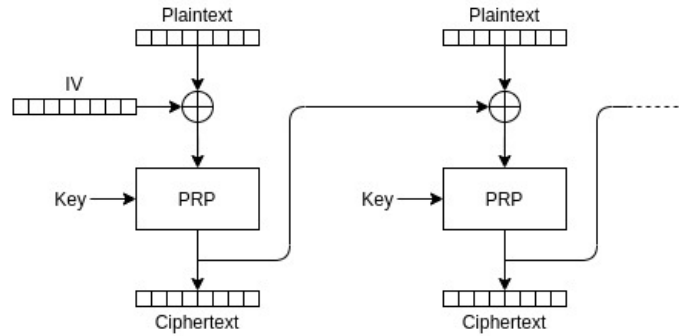 Plaintext
Plaintext
IV
Key
PRP
Key
PRP
Ciphertext
Ciphertext